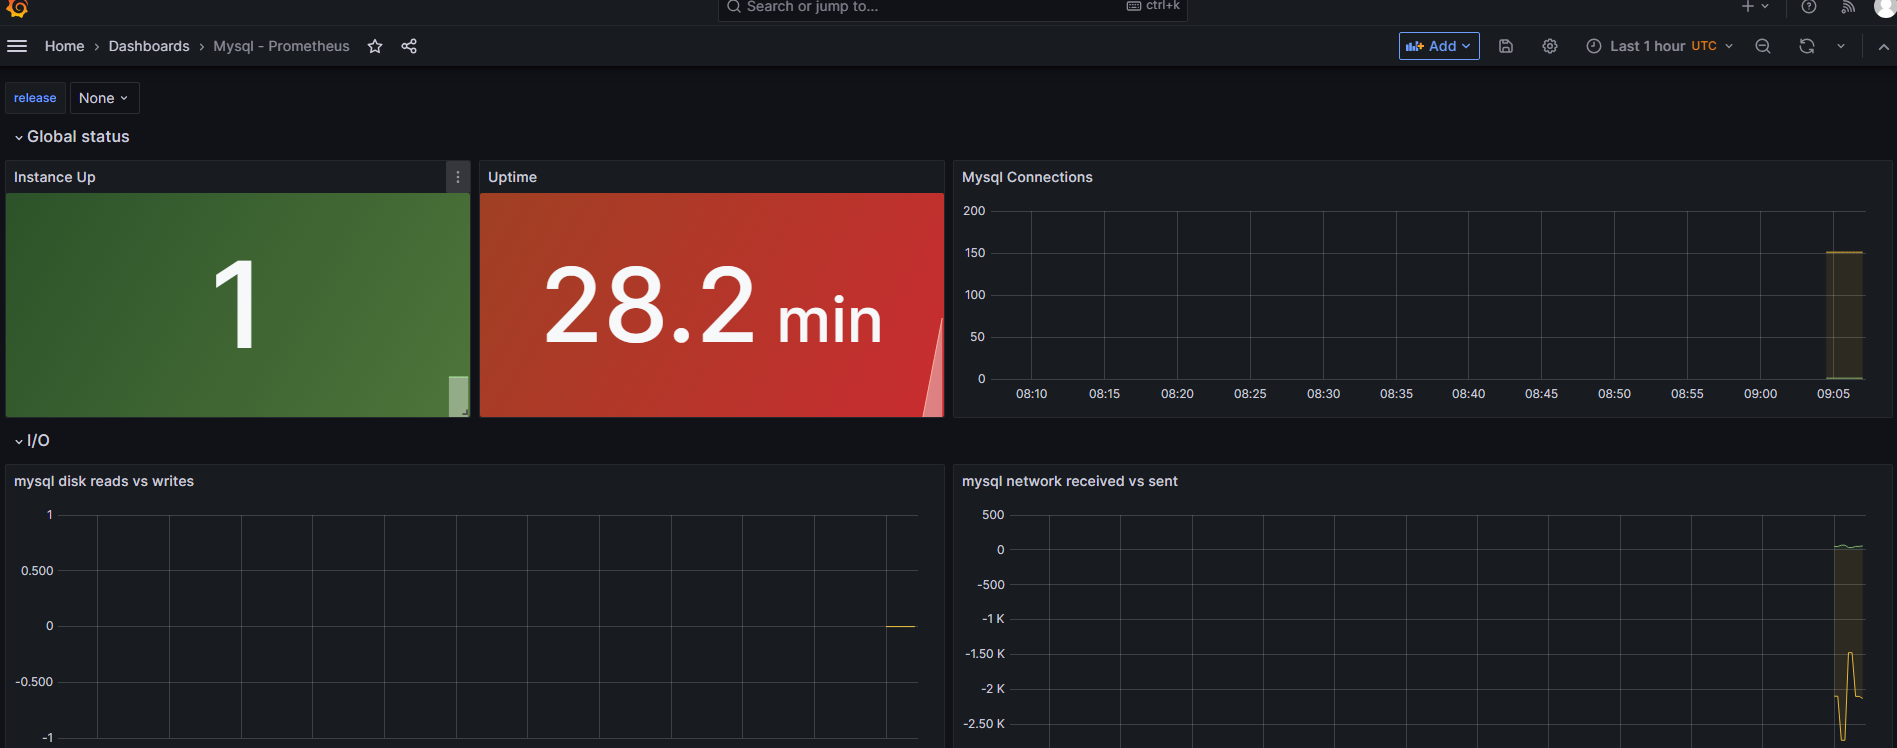 Search or jump to... ctrl+k
Home > Dashboards > Mysql - Prometheus
Add
Last 1 hour UTC
release None
Global status
Instance Up
1
Uptime
28.2 min
Mysql Connections
200
150
100
50
0
08:10 08:15 08:20 08:25 08:30 08:35 08:40 08:45 08:50 08:55 09:00 09:05
I/O
mysql disk reads vs writes
1
0.500
0
-0.500
-1
mysql network received vs sent
500
0
-500
-1 K
-1.50 K
-2 K
-2.50 K